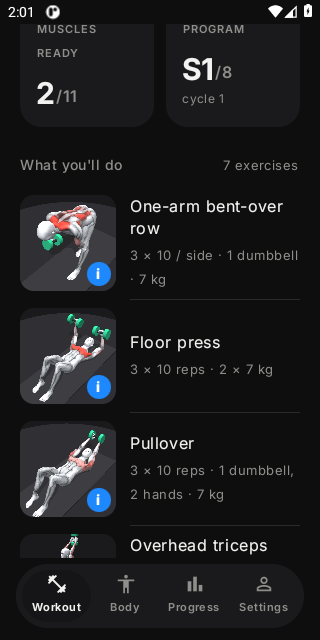 2:01
MUSCLES
READY
2/11
PROGRAM
S1/8
cycle 1
What you'll do
7 exercises
One-arm bent-over
row
3 × 10 / side · 1 dumbbell
· 7 kg
i
Floor press
3 × 10 reps · 2 × 7 kg
i
Pullover
3 × 10 reps · 1 dumbbell,
2 hands · 7 kg
i
Overhead triceps
Workout
Body
Progress
Settings